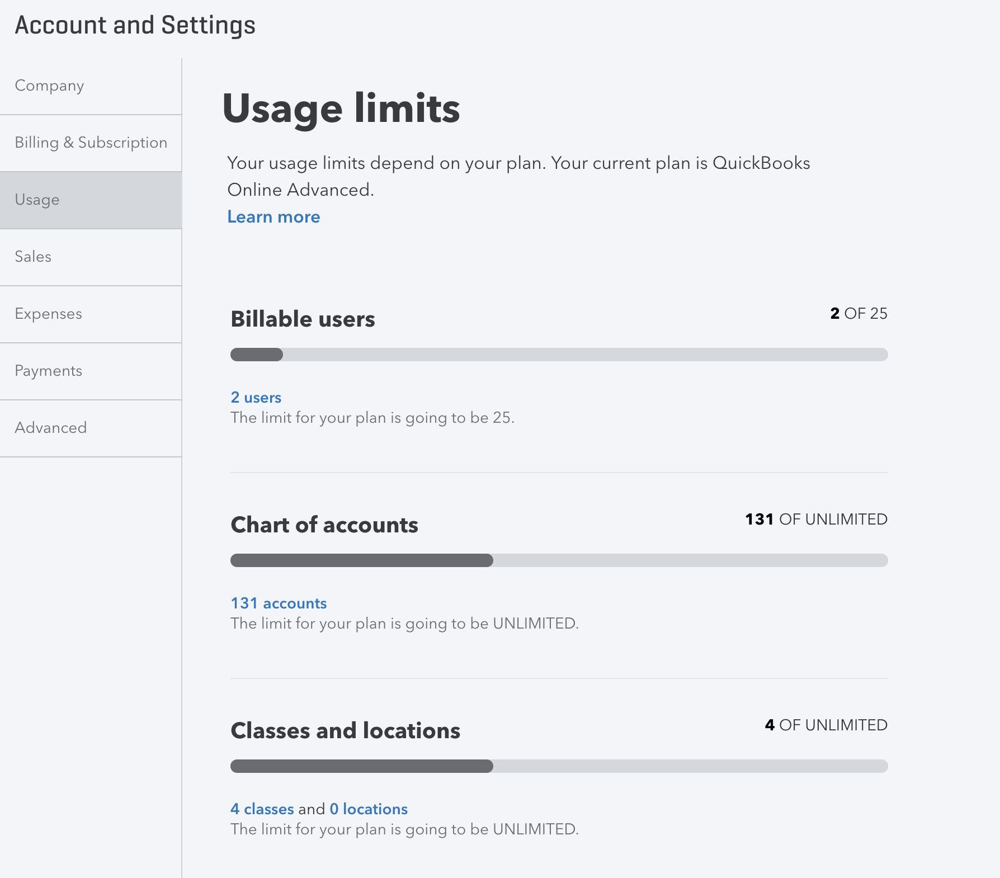 Account and Settings
Company
Billing & Subscription
Usage
Sales
Expenses
Payments
Advanced
Usage limits
Your usage limits depend on your plan. Your current plan is QuickBooks
Online Advanced.
Learn more
Billable users
2 OF 25
2 users
The limit for your plan is going to be 25.
Chart of accounts
131 OF UNLIMITED
131 accounts
The limit for your plan is going to be UNLIMITED.
Classes and locations
4 OF UNLIMITED
4 classes and 0 locations
The limit for your plan is going to be UNLIMITED.